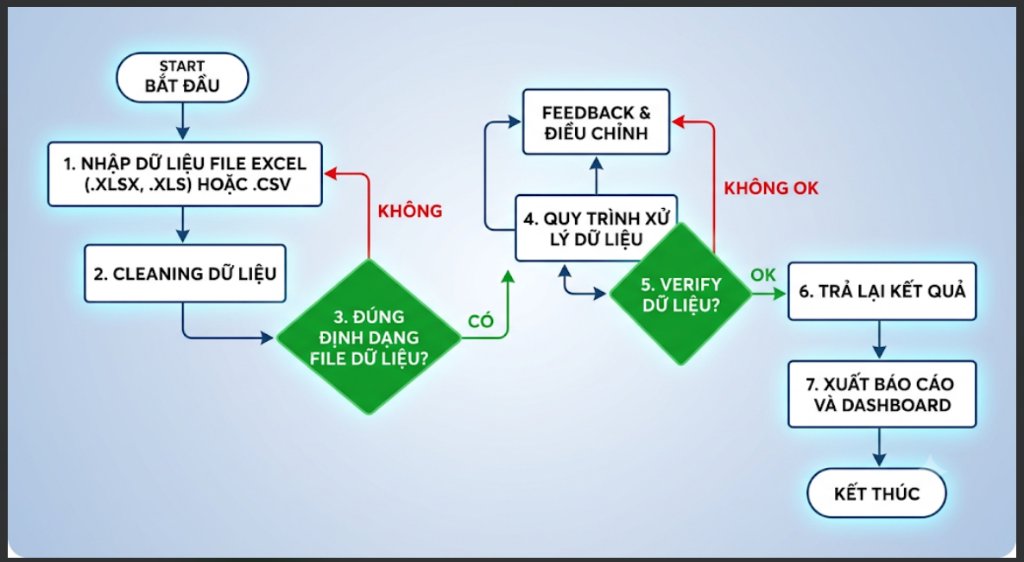 START
BẮT ĐẦU
1. NHẬP DỮ LIỆU FILE EXCEL
(.XLSX, .XLS) HOẶC .CSV
2. CLEANING DỮ LIỆU
3. ĐÚNG
ĐỊNH DẠNG
FILE DỮ LIỆU?
KHÔNG
CÓ
FEEDBACK &
ĐIỀU CHỈNH
4. QUY TRÌNH XỬ
LÝ DỮ LIỆU
5. VERIFY
DỮ LIỆU?
KHÔNG OK
OK
6. TRẢ LẠI KẾT QUẢ
7. XUẤT BÁO CÁO
VÀ DASHBOARD
KẾT THÚC